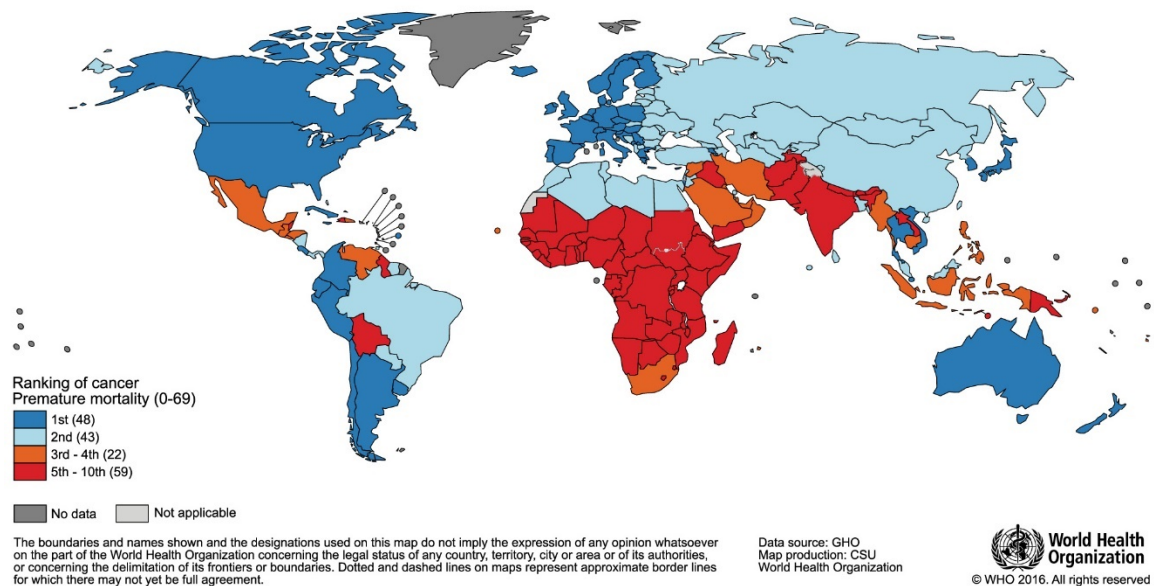 Ranking of cancer
Premature mortality (0-69)
1st (48)
2nd (43)
3rd - 4th (22)
5th - 10th (59)
No data
Not applicable
The boundaries and names shown and the designations used on this map do not imply the expression of any opinion whatsoever
on the part of the World Health Organization concerning the legal status of any country, territory, city or area or of its authorities,
or concerning the delimitation of its frontiers or boundaries. Dotted and dashed lines on maps represent approximate border lines
for which there may not yet be full agreement.
Data source: GHO
Map production: CSU
World Health Organization
World Health
Organization
© WHO 2016. All rights reserved